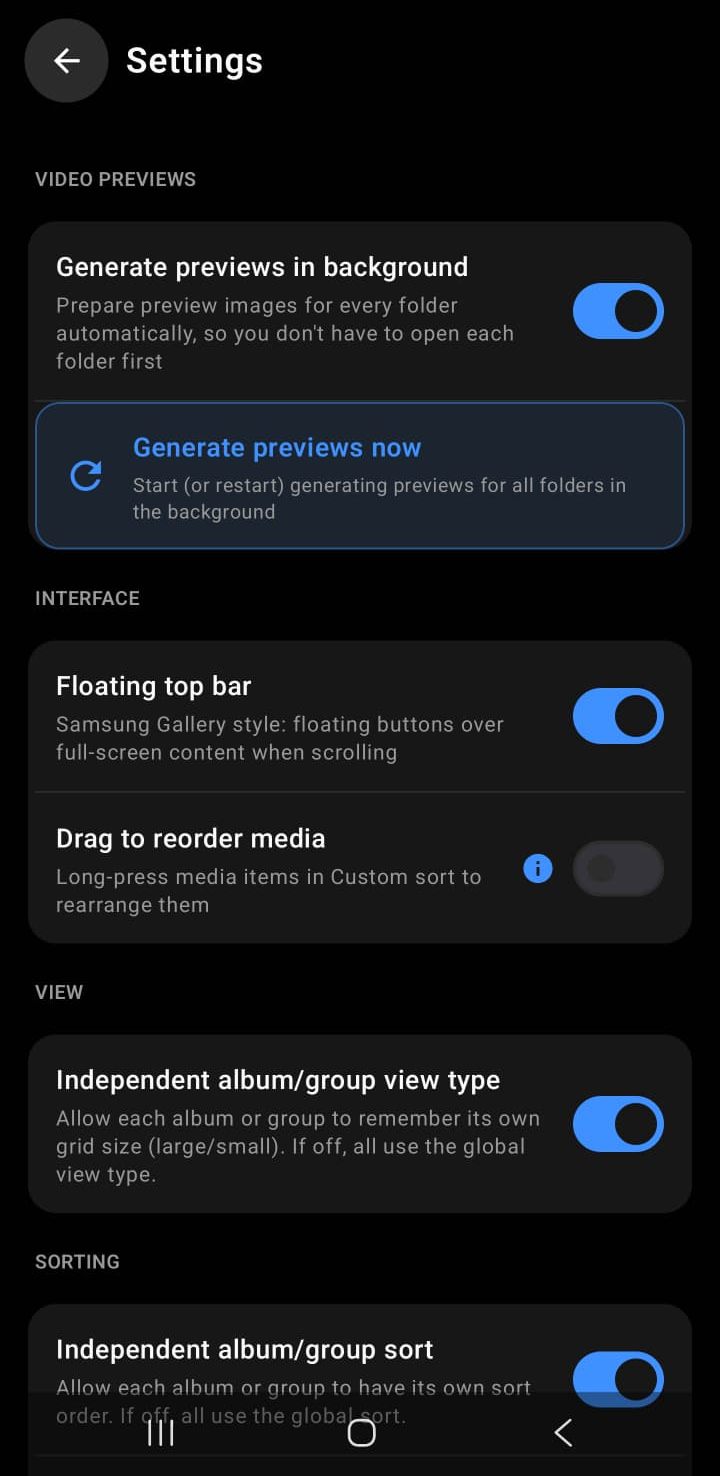 Settings
VIDEO PREVIEWS
Generate previews in background
Prepare preview images for every folder
automatically, so you don't have to open each
folder first
Generate previews now
Start (or restart) generating previews for all folders in
the background
INTERFACE
Floating top bar
Samsung Gallery style: floating buttons over
full-screen content when scrolling
Drag to reorder media
Long-press media items in Custom sort to
rearrange them
VIEW
Independent album/group view type
Allow each album or group to remember its own
grid size (large/small). If off, all use the global
view type.
SORTING
Independent album/group sort
Allow each album or group to have its own sort
order. If off, all use the global sort.